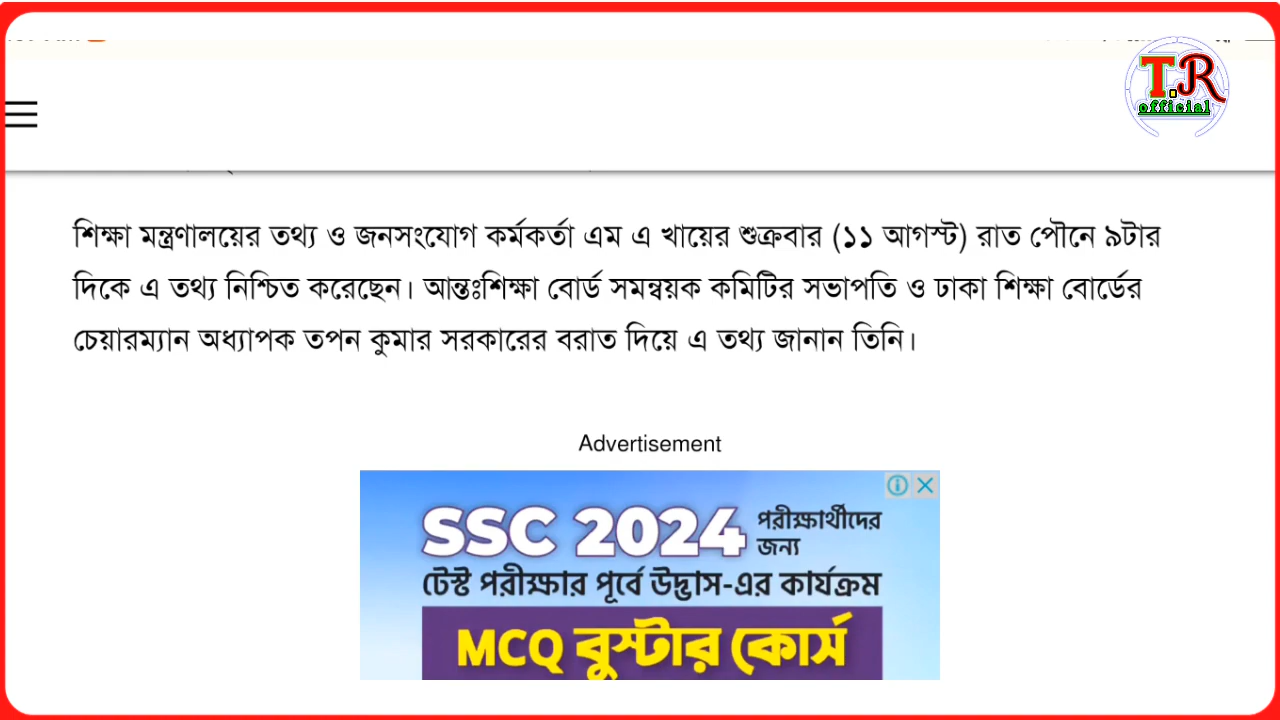 T.R
official
শিক্ষা মন্ত্রণালয়ের তথ্য ও জনসংযোগ কর্মকর্তা এম এ খায়ের শুক্রবার (১১ আগস্ট) রাত পৌনে ৯টার
দিকে এ তথ্য নিশ্চিত করেছেন। আন্তঃশিক্ষা বোর্ড সমন্বয়ক কমিটির সভাপতি ও ঢাকা শিক্ষা বোর্ডের
চেয়ারম্যান অধ্যাপক তপন কুমার সরকারের বরাত দিয়ে এ তথ্য জানান তিনি।
Advertisement
SSC 2024 পরীক্ষার্থীদের
জন্য
টেস্ট পরীক্ষার পূর্বে উদ্ভাস-এর কার্যক্রম
MCQ বুস্টার কোর্স